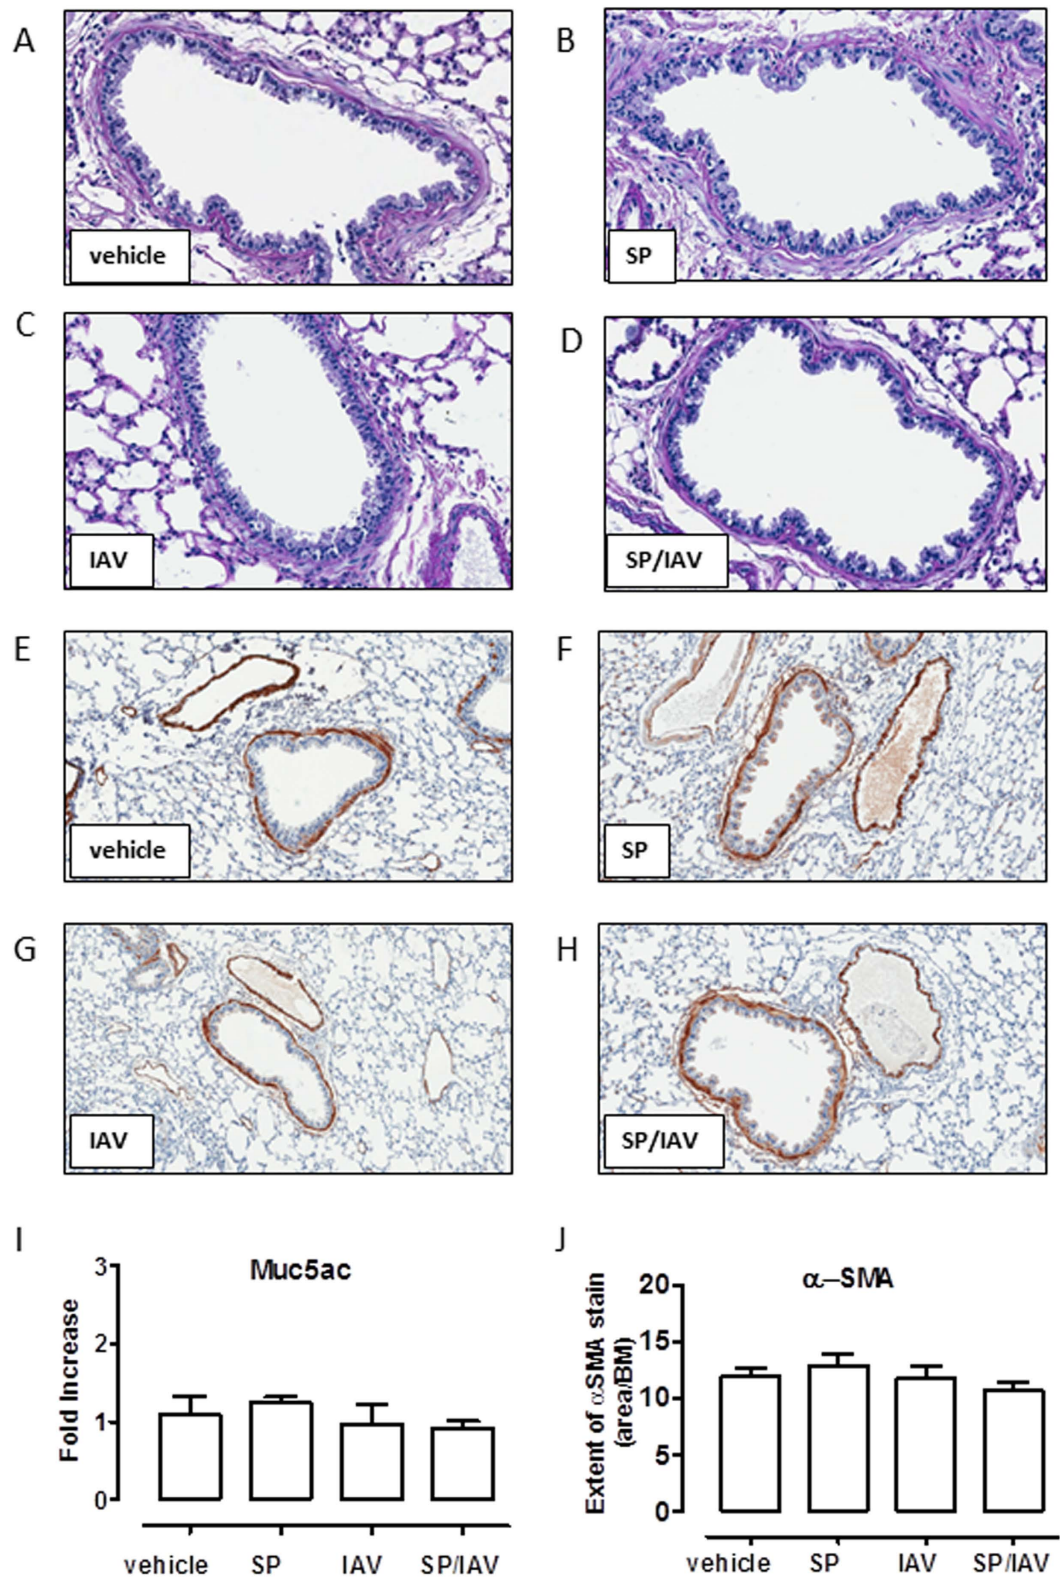 A
B
vehicle
SP
C
D
IAV
SP/IAV
E
F
vehicle
SP
G
H
IAV
SP/IAV
I
Muc5ac
Fold Increase
3
2
1
0
vehicle SP IAV SP/IAV
J
α–SMA
Extent of αSMA stain
(area/BM)
20
15
10
5
0
vehicle SP IAV SP/IAV